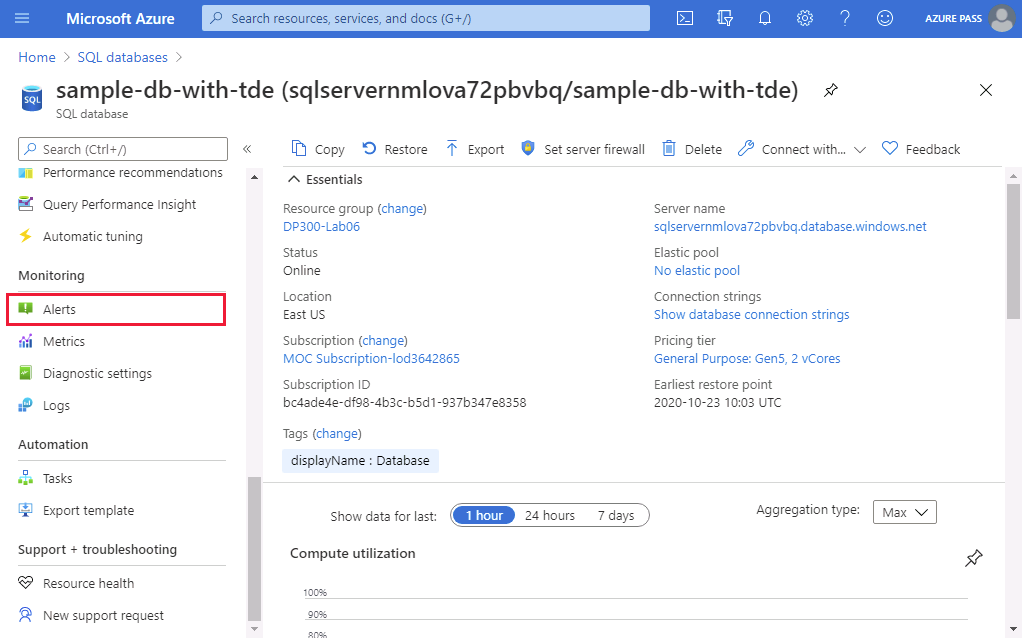 Microsoft Azure
Search resources, services, and docs (G+/)
AZURE PASS
Home > SQL databases >
SQL
sample-db-with-tde (sqlservernmlova72pbvbq/sample-db-with-tde)
SQL database
Search (Ctrl+/)
«
Performance recommendations
Query Performance Insight
Automatic tuning
Monitoring
Alerts
Metrics
Diagnostic settings
Logs
Automation
Tasks
Export template
Support + troubleshooting
Resource health
New support request
Copy
Restore
Export
Set server firewall
Delete
Connect with...
Feedback
Essentials
Resource group (change)
DP300-Lab06
Status
Online
Location
East US
Subscription (change)
MOC Subscription-lod3642865
Subscription ID
bc4ade4e-df98-4b3c-b5d1-937b347e8358
Server name
sqlservernmlova72pbvbq.database.windows.net
Elastic pool
No elastic pool
Connection strings
Show database connection strings
Pricing tier
General Purpose: Gen5, 2 vCores
Earliest restore point
2020-10-23 10:03 UTC
Tags (change)
displayName : Database
Show data for last:
1 hour
24 hours
7 days
Aggregation type:
Max
Compute utilization
100%
90%
80%